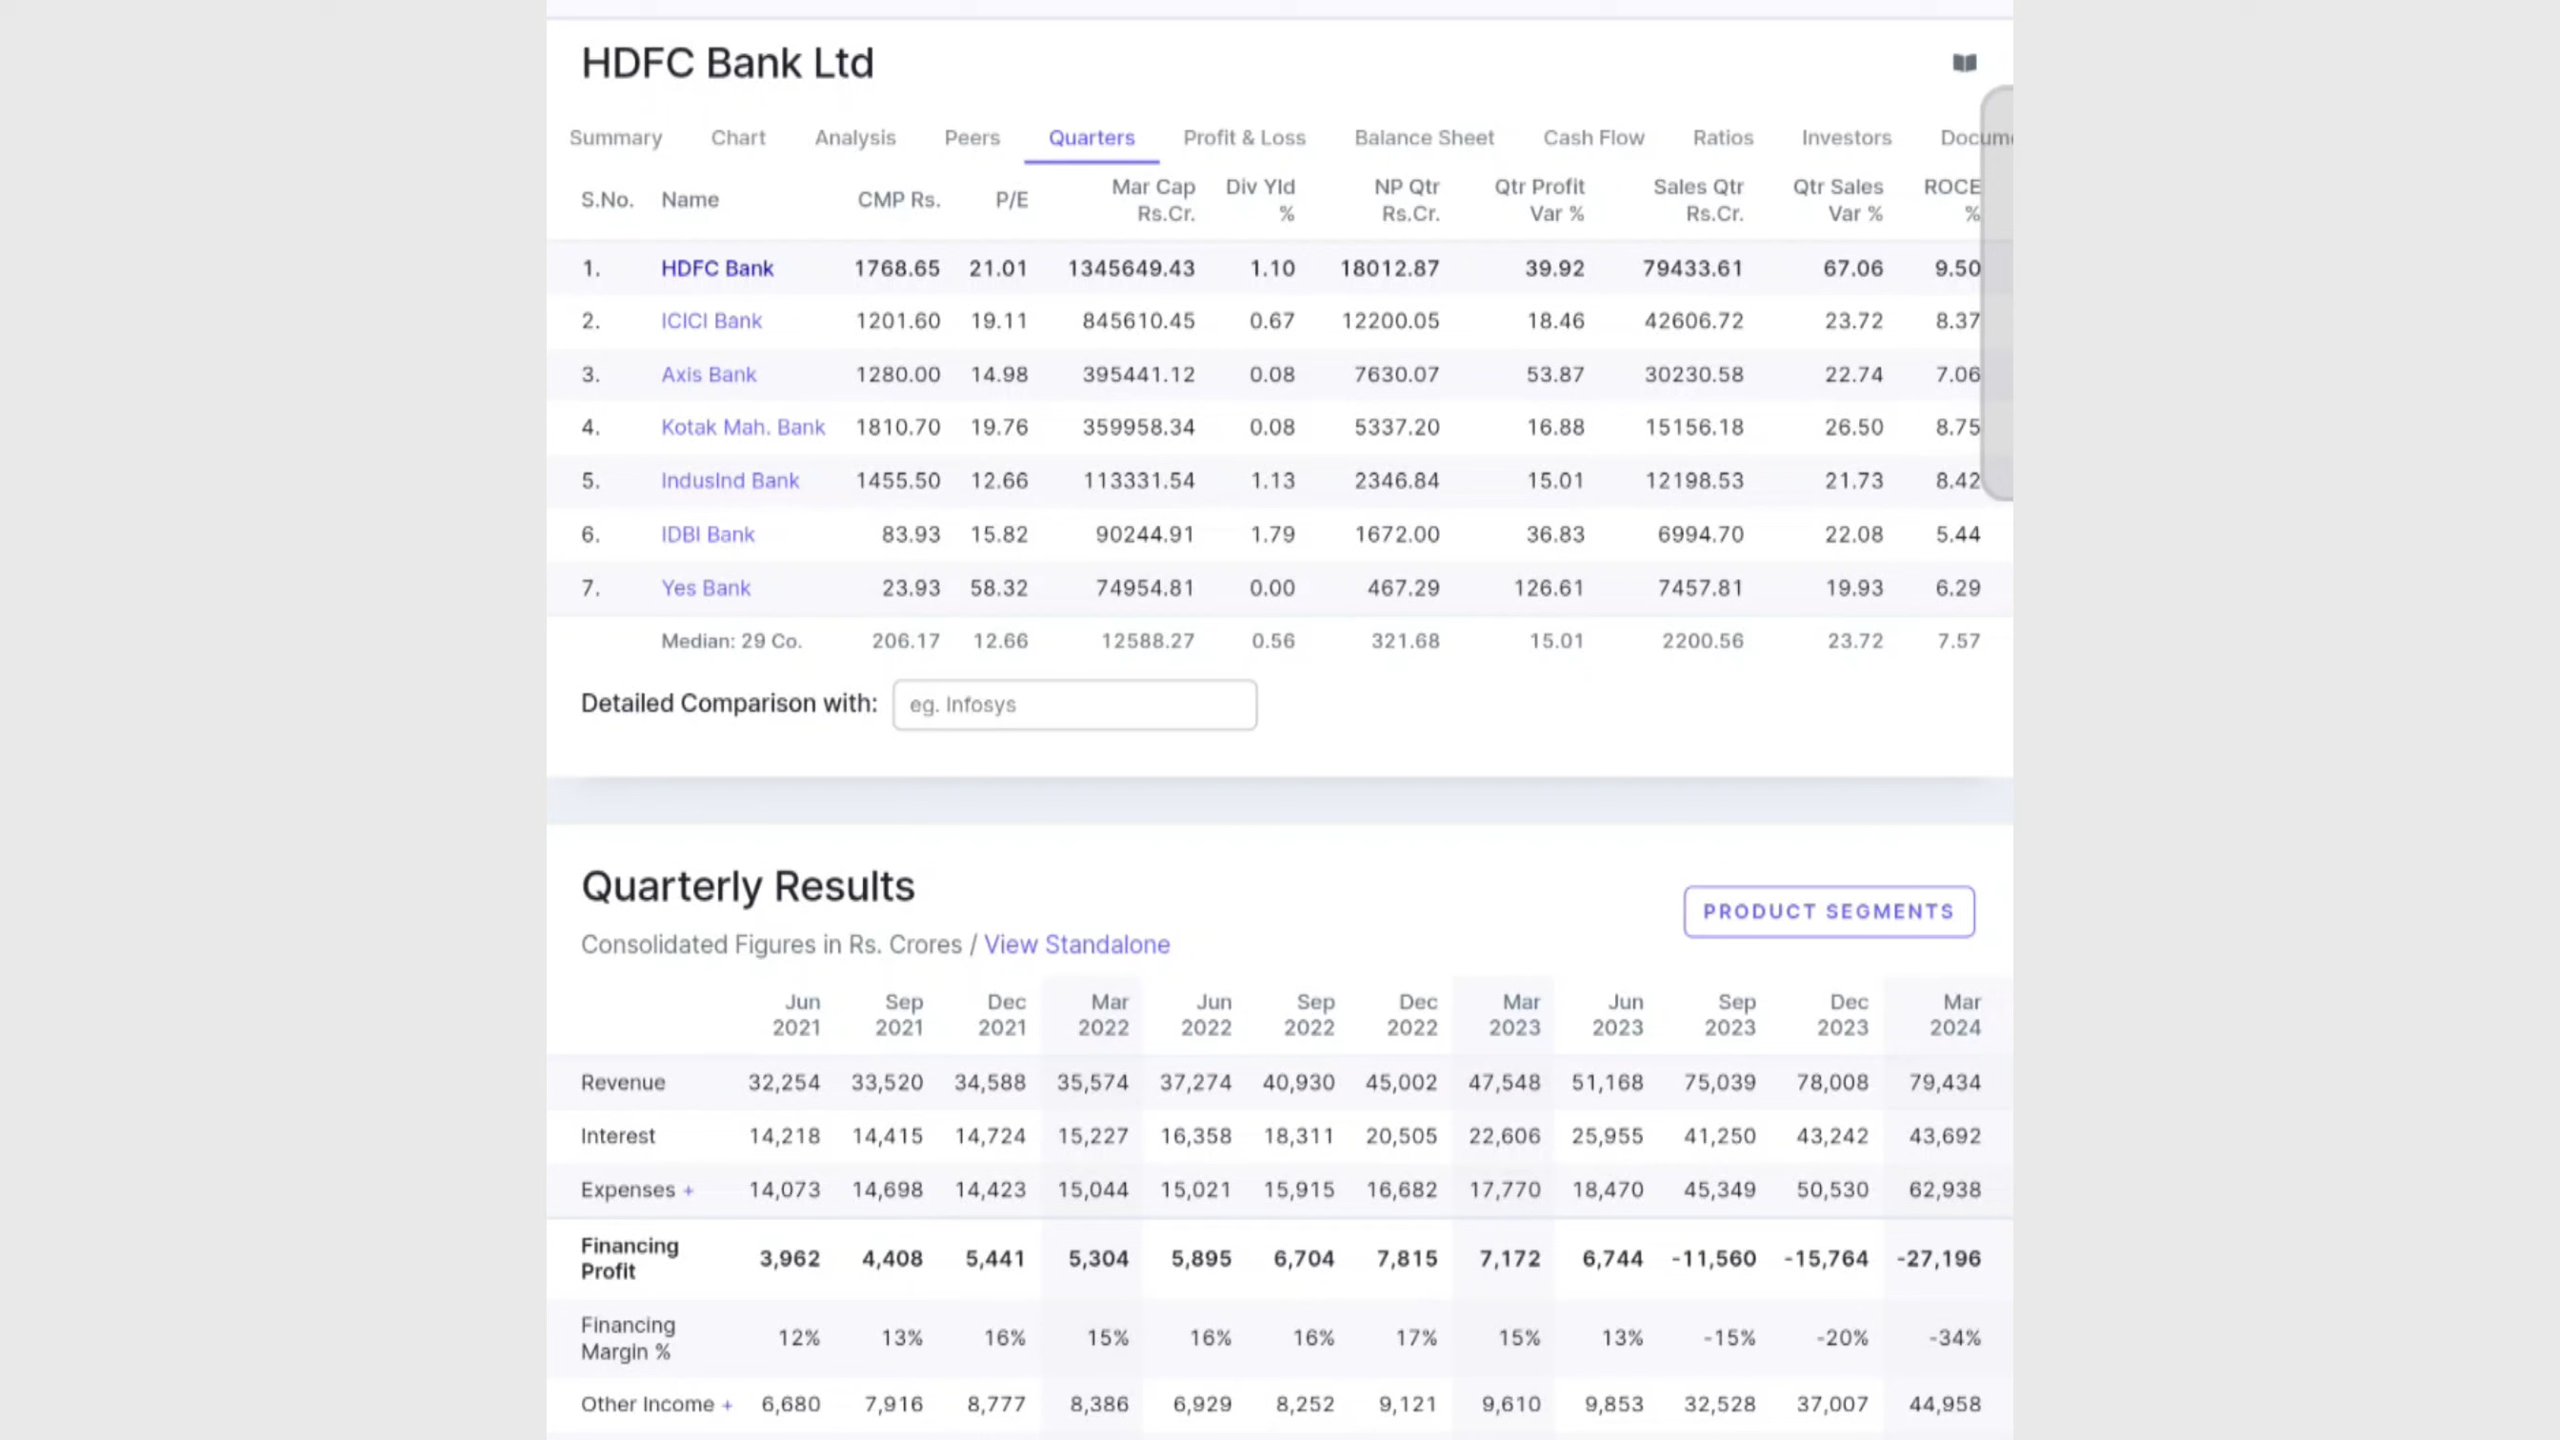 HDFC Bank Ltd
Summary Chart Analysis Peers Quarters Profit & Loss Balance Sheet Cash Flow Ratios Investors Docum
S.No. Name CMP Rs. P/E Mar Cap Rs.Cr. Div Yld % NP Qtr Rs.Cr. Qtr Profit Var % Sales Qtr Rs.Cr. Qtr Sales Var % ROCE %
1. HDFC Bank 1768.65 21.01 1345649.43 1.10 18012.87 39.92 79433.61 67.06 9.50
2. ICICI Bank 1201.60 19.11 845610.45 0.67 12200.05 18.46 42606.72 23.72 8.37
3. Axis Bank 1280.00 14.98 395441.12 0.08 7630.07 53.87 30230.58 22.74 7.06
4. Kotak Mah. Bank 1810.70 19.76 359958.34 0.08 5337.20 16.88 15156.18 26.50 8.75
5. IndusInd Bank 1455.50 12.66 113331.54 1.13 2346.84 15.01 12198.53 21.73 8.42
6. IDBI Bank 83.93 15.82 90244.91 1.79 1672.00 36.83 6994.70 22.08 5.44
7. Yes Bank 23.93 58.32 74954.81 0.00 467.29 126.61 7457.81 19.93 6.29
Median: 29 Co. 206.17 12.66 12588.27 0.56 321.68 15.01 2200.56 23.72 7.57
Detailed Comparison with: eg. Infosys
Quarterly Results
PRODUCT SEGMENTS
Consolidated Figures in Rs. Crores / View Standalone
Jun 2021 Sep 2021 Dec 2021 Mar 2022 Jun 2022 Sep 2022 Dec 2022 Mar 2023 Jun 2023 Sep 2023 Dec 2023 Mar 2024
Revenue 32,254 33,520 34,588 35,574 37,274 40,930 45,002 47,548 51,168 75,039 78,008 79,434
Interest 14,218 14,415 14,724 15,227 16,358 18,311 20,505 22,606 25,955 41,250 43,242 43,692
Expenses + 14,073 14,698 14,423 15,044 15,021 15,915 16,682 17,770 18,470 45,349 50,530 62,938
Financing Profit 3,962 4,408 5,441 5,304 5,895 6,704 7,815 7,172 6,744 -11,560 -15,764 -27,196
Financing Margin % 12% 13% 16% 15% 16% 16% 17% 15% 13% -15% -20% -34%
Other Income + 6,680 7,916 8,777 8,386 6,929 8,252 9,121 9,610 9,853 32,528 37,007 44,958